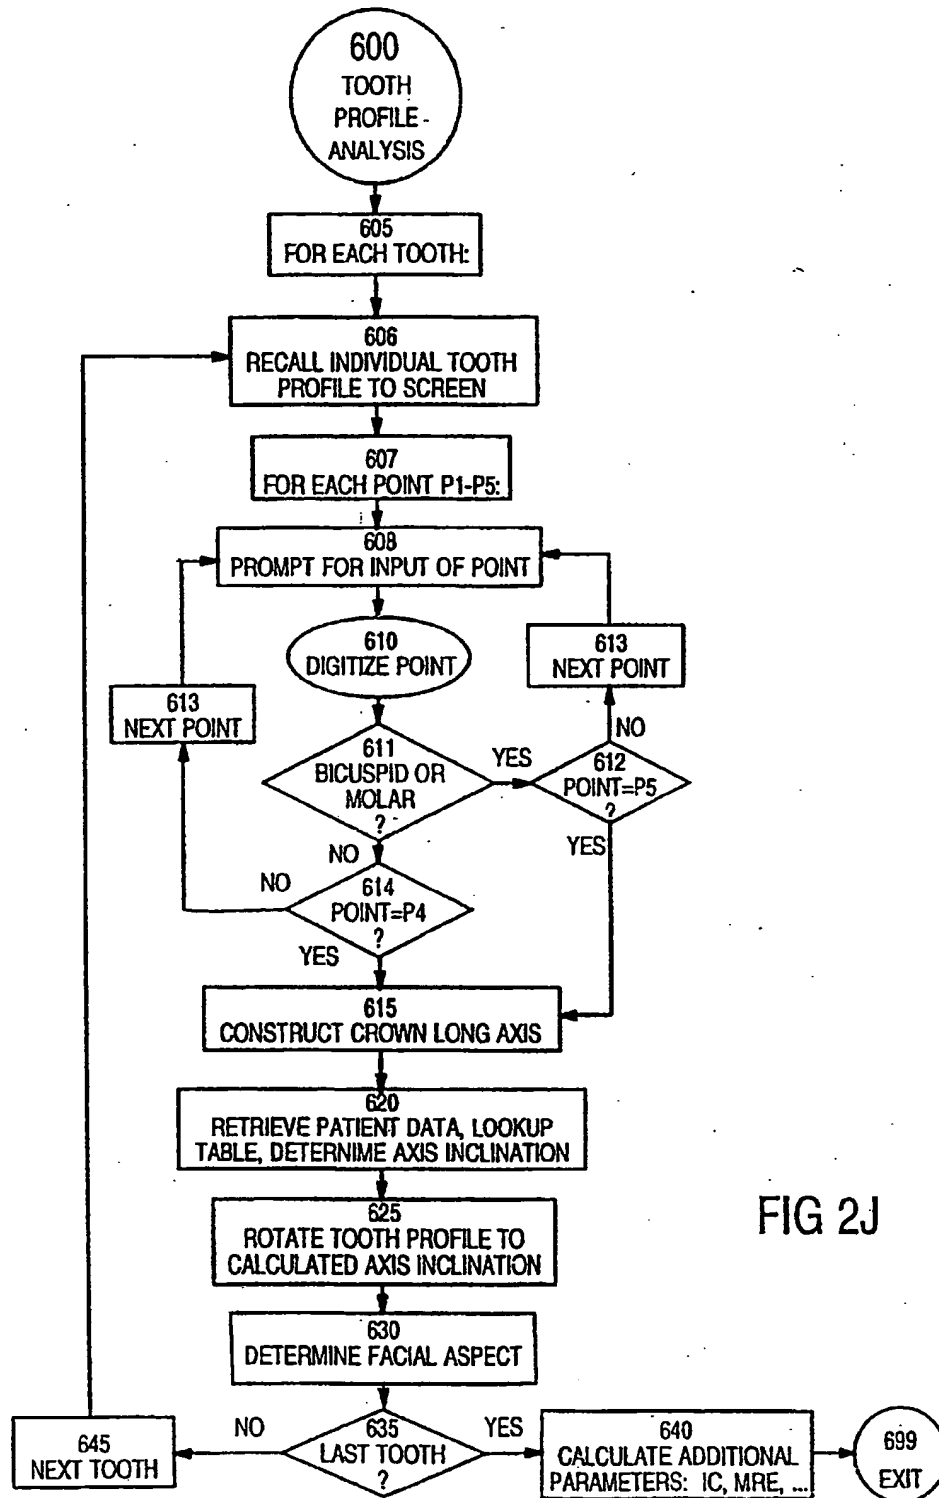 600
TOOTH
PROFILE-
ANALYSIS
605
FOR EACH TOOTH:
606
RECALL INDIVIDUAL TOOTH
PROFILE TO SCREEN
607
FOR EACH POINT P1-P5:
608
PROMPT FOR INPUT OF POINT
610
DIGITIZE POINT
613
NEXT POINT
613
NEXT POINT
611
BICUSPID OR
MOLAR
?
YES
NO
612
POINT=P5
?
NO
YES
614
POINT=P4
?
NO
YES
615
CONSTRUCT CROWN LONG AXIS
620
RETRIEVE PATIENT DATA, LOOKUP
TABLE, DETERNIME AXIS INCLINATION
625
ROTATE TOOTH PROFILE TO
CALCULATED AXIS INCLINATION
FIG 2J
630
DETERMINE FACIAL ASPECT
635
LAST TOOTH
?
NO
YES
645
NEXT TOOTH
640
CALCULATE ADDITIONAL
PARAMETERS: IC, MRE, ...
699
EXIT